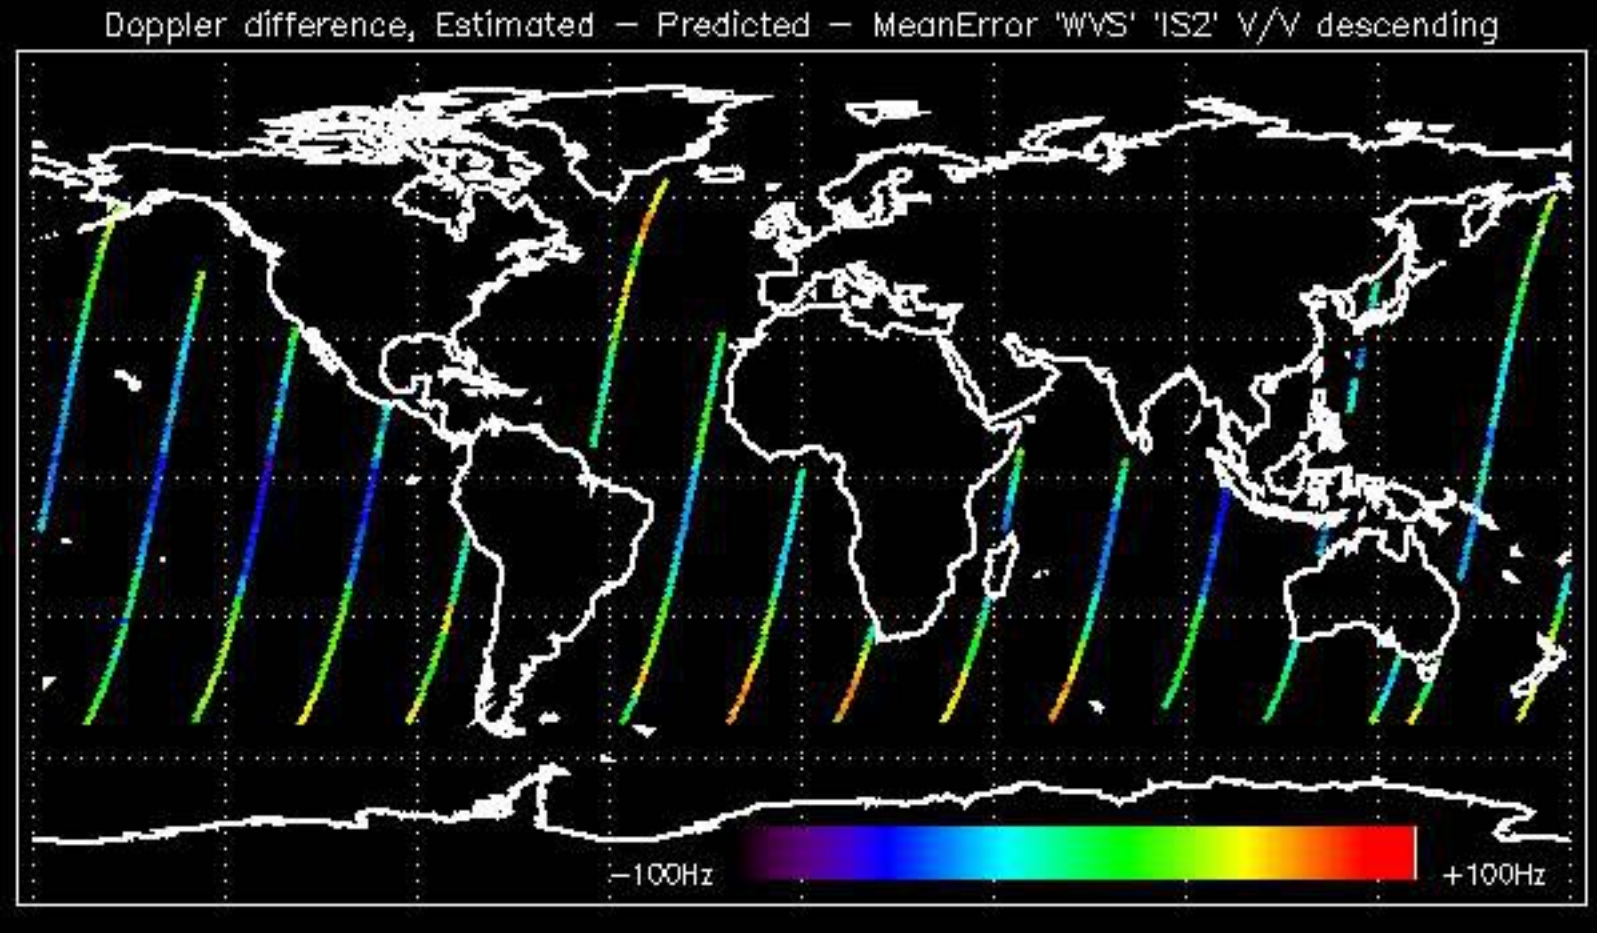 Doppler difference, Estimated – Predicted – MeanError 'WVS' 'IS2' V/V descending
–100Hz
+100Hz